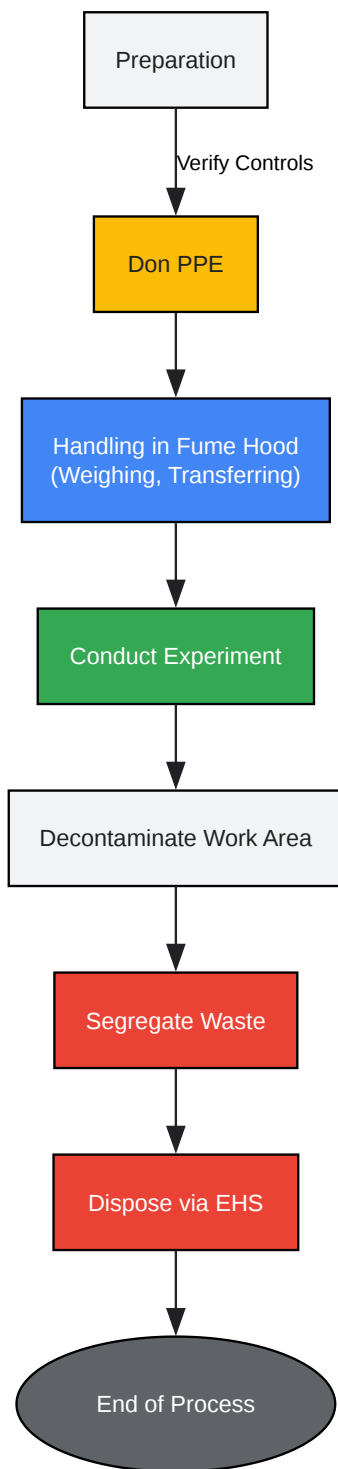 Preparation
Verify Controls
Don PPE
Handling in Fume Hood
(Weighing, Transferring)
Conduct Experiment
Decontaminate Work Area
Segregate Waste
Dispose via EHS
End of Process